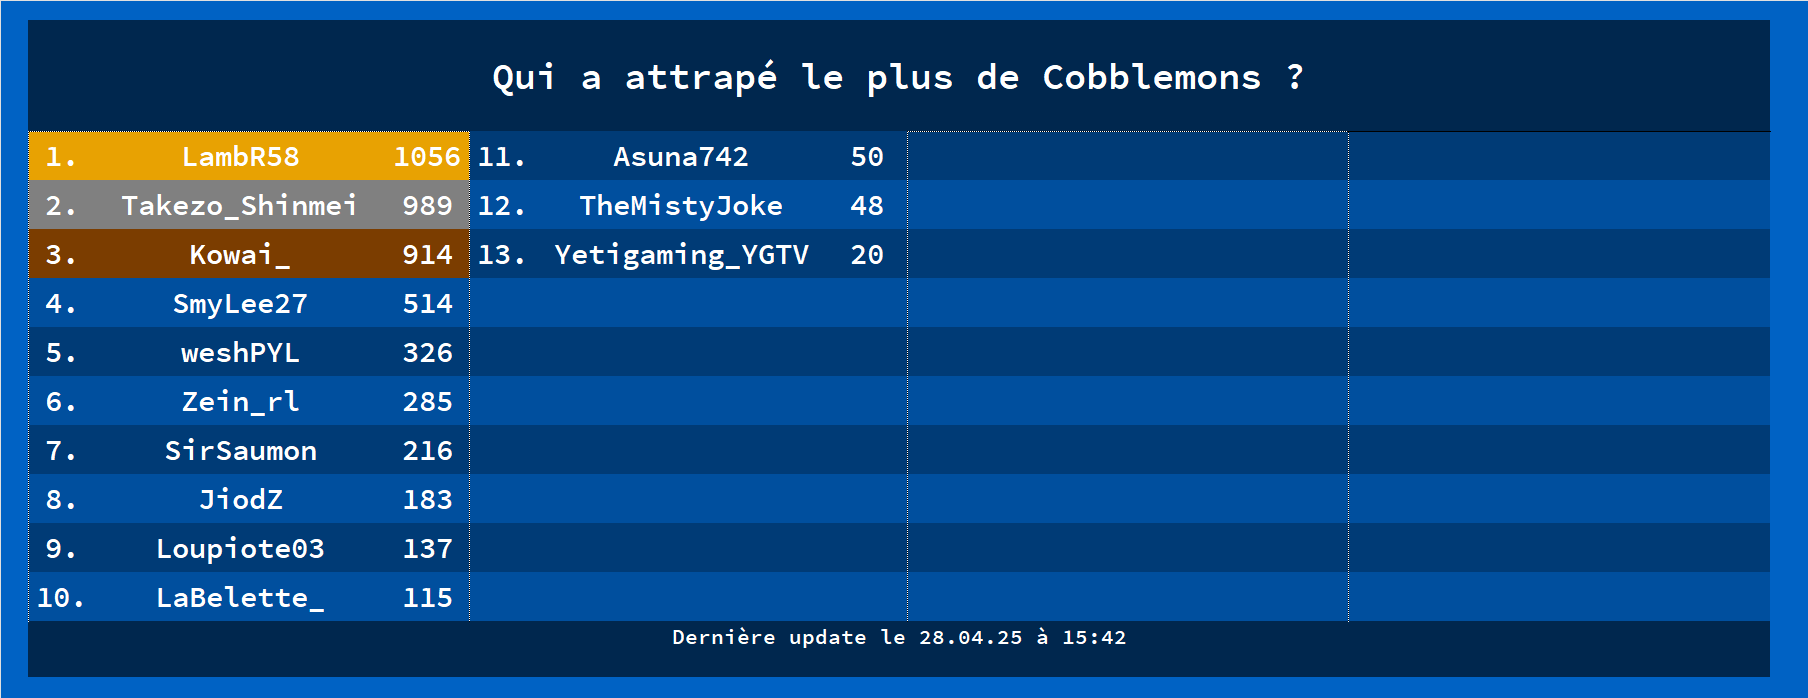 Qui a attrapé le plus de Cobblemons ?
1. LambR58 1056
2. Takezo_Shinmei 989
3. Kowai_ 914
4. SmyLee27 514
5. weshPYL 326
6. Zein_rl 285
7. SirSaumon 216
8. JiodZ 183
9. Loupiote03 137
10. LaBelette_ 115
11. Asuna742 50
12. TheMistyJoke 48
13. Yetigaming_YGTV 20
Dernière update le 28.04.25 à 15:42